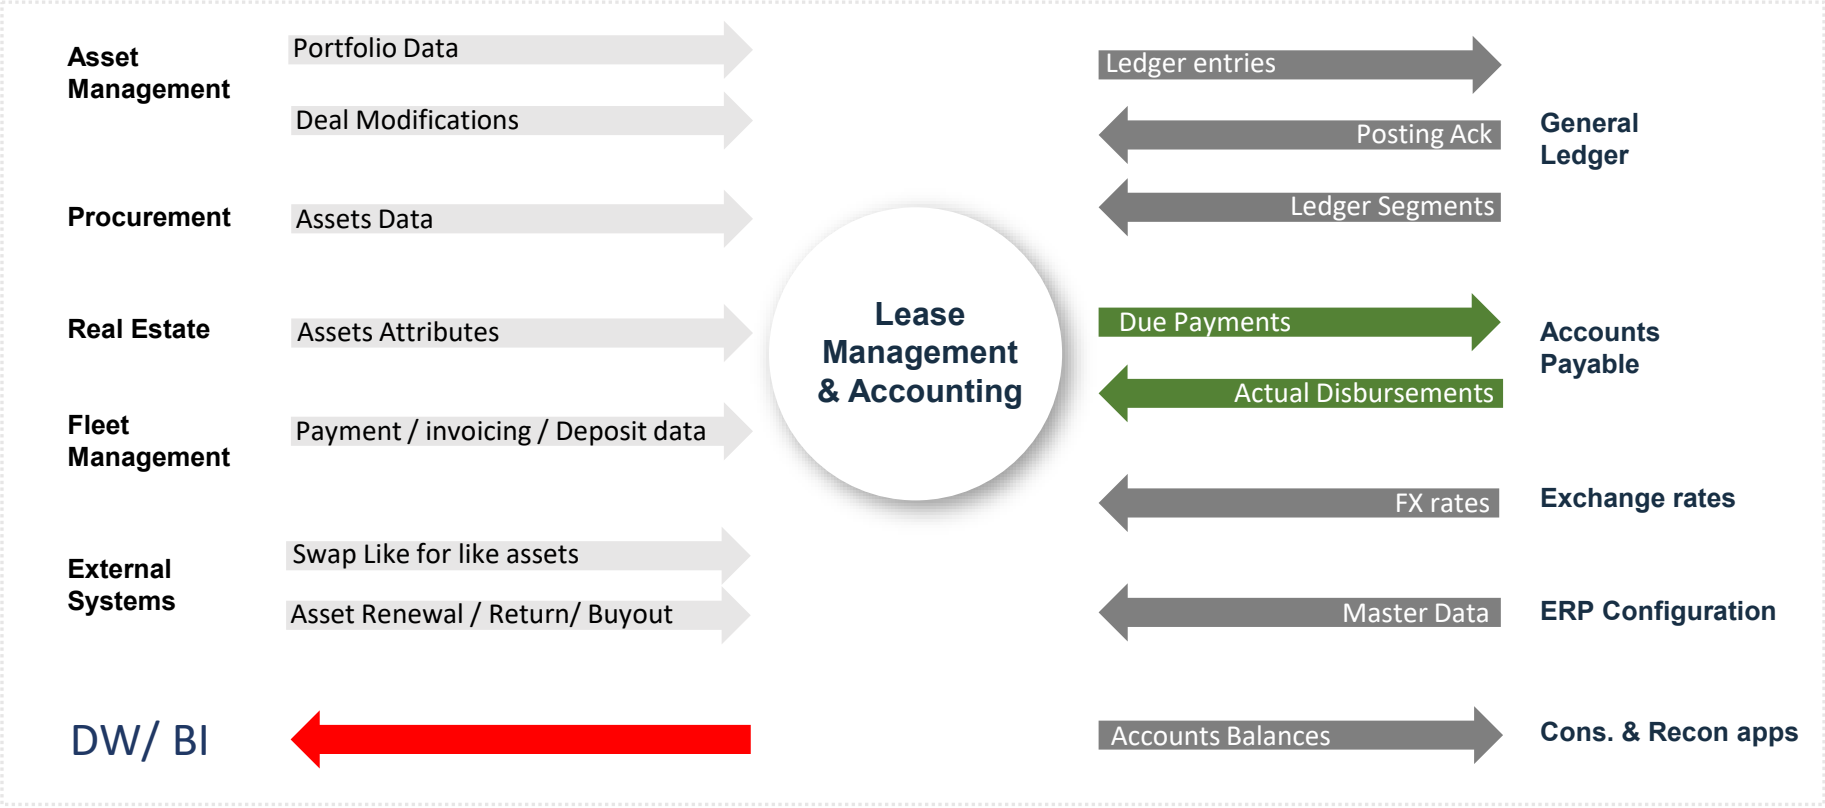 Asset
Management
Portfolio Data
Deal Modifications
Procurement
Assets Data
Real Estate
Assets Attributes
Fleet
Management
Payment / invoicing / Deposit data
External
Systems
Swap Like for like assets
Asset Renewal / Return/ Buyout
DW/ BI
Lease
Management
& Accounting
Ledger entries
Posting Ack
Ledger Segments
General
Ledger
Due Payments
Actual Disbursements
Accounts
Payable
FX rates
Exchange rates
Master Data
ERP Configuration
Accounts Balances
Cons. & Recon apps